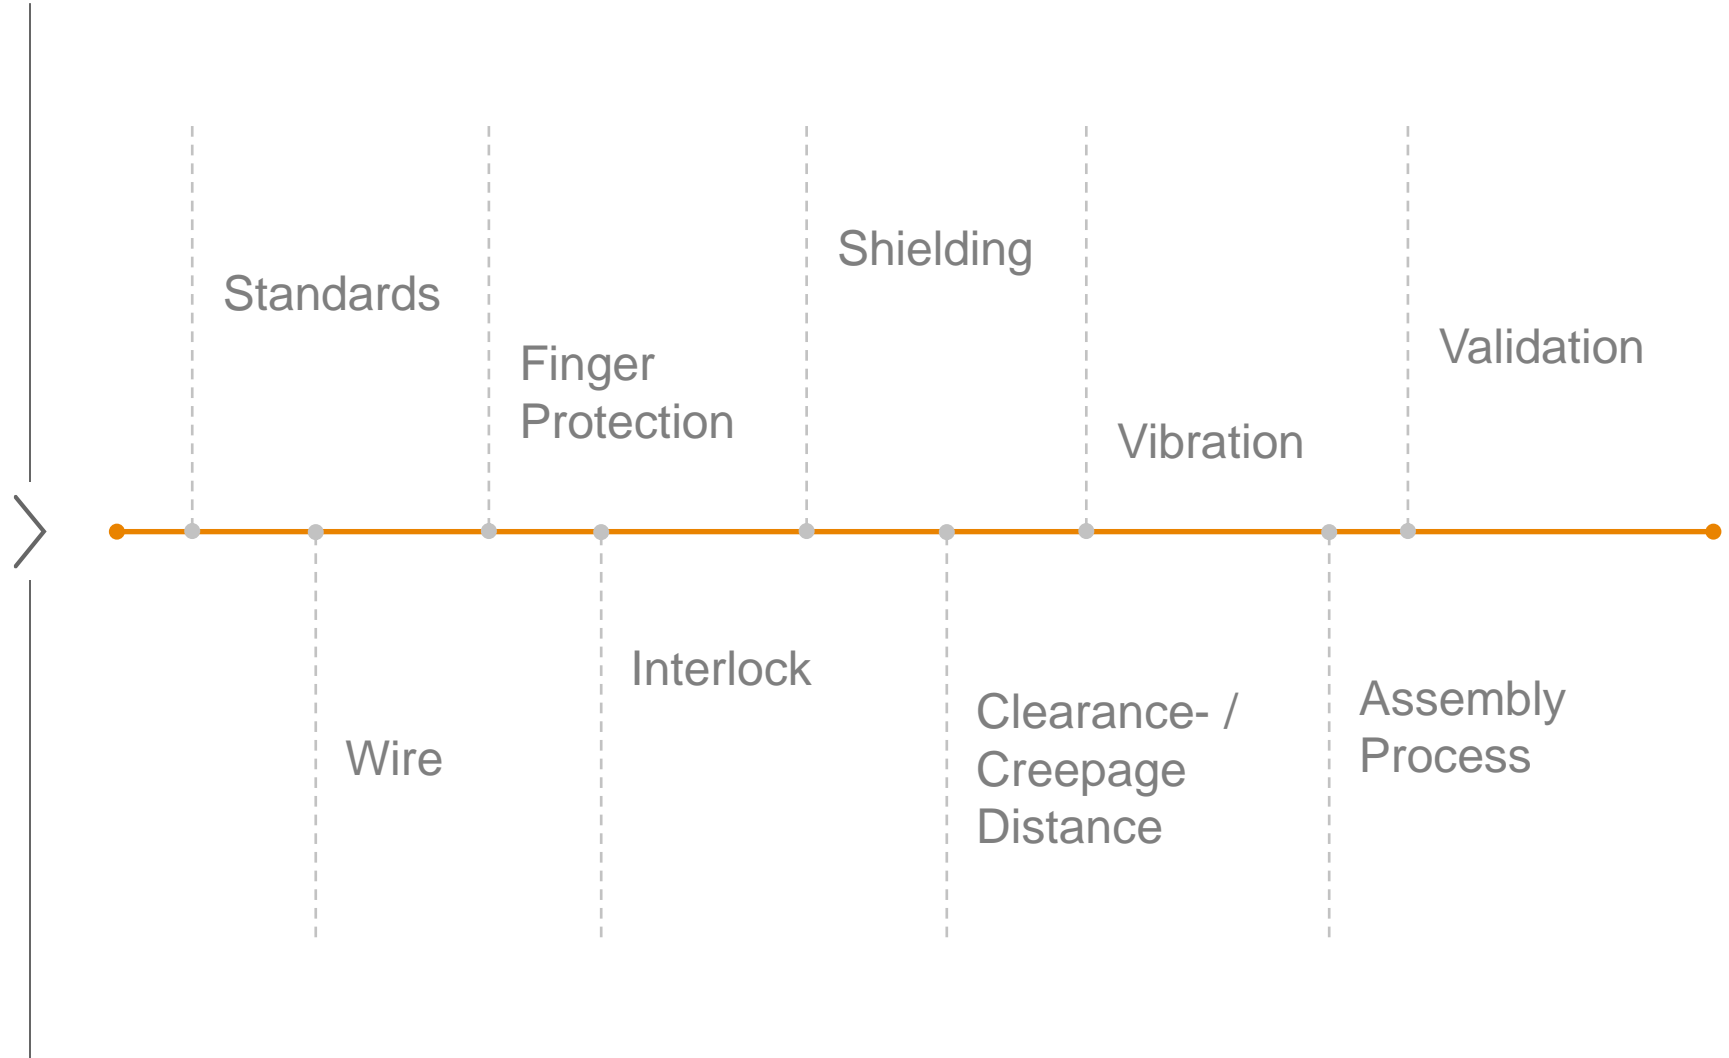 Standards
Wire
Finger
Protection
Interlock
Shielding
Clearance- /
Creepage
Distance
Vibration
Assembly
Process
Validation